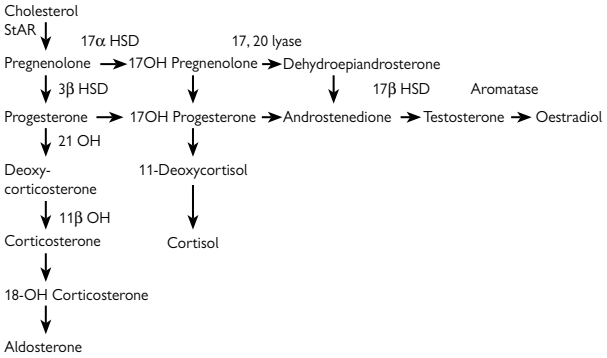 Cholesterol
StAR
17α HSD
17, 20 lyase
Pregnenolone
17OH Pregnenolone
Dehydroepiandrosterone
3β HSD
17β HSD
Aromatase
Progesterone
17OH Progesterone
Androstenedione
Testosterone
Oestradiol
21 OH
Deoxy-
corticosterone
11-Deoxycortisol
11β OH
Corticosterone
Cortisol
18-OH Corticosterone
Aldosterone